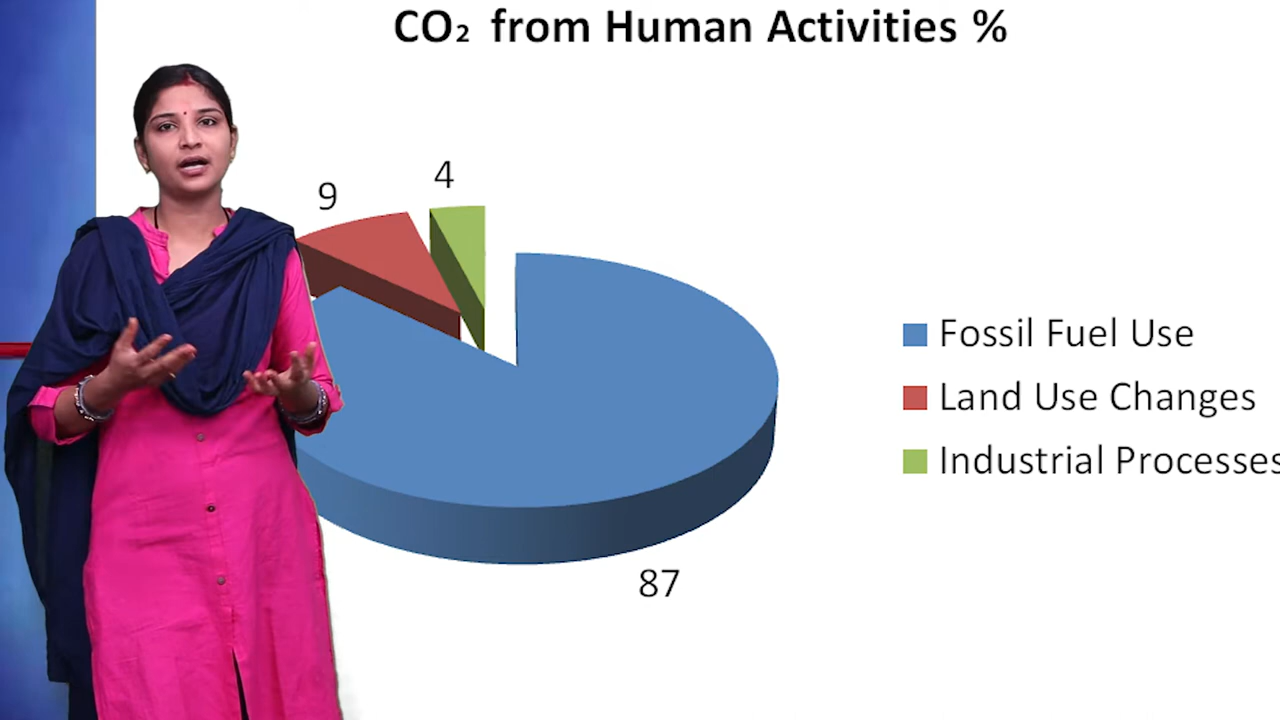 CO₂ from Human Activities %
9
4
87
Fossil Fuel Use
Land Use Changes
Industrial Processes